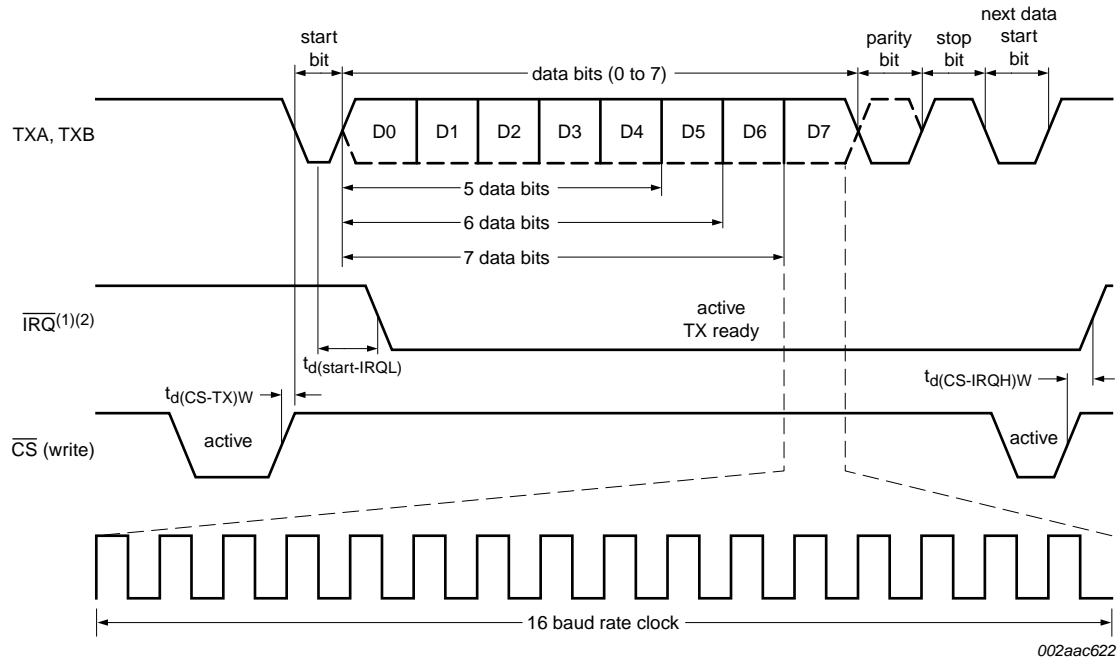 next data
start
bit
start
bit
parity
bit
stop
bit
data bits (0 to 7)
TXA, TXB
D0 D1 D2 D3 D4 D5 D6 D7
5 data bits
6 data bits
7 data bits
IRQ(1)(2)
active
TX ready
td(start-IRQL)
td(CS-TX)W
td(CS-IRQH)W
CS (write)
active
active
16 baud rate clock
002aac622